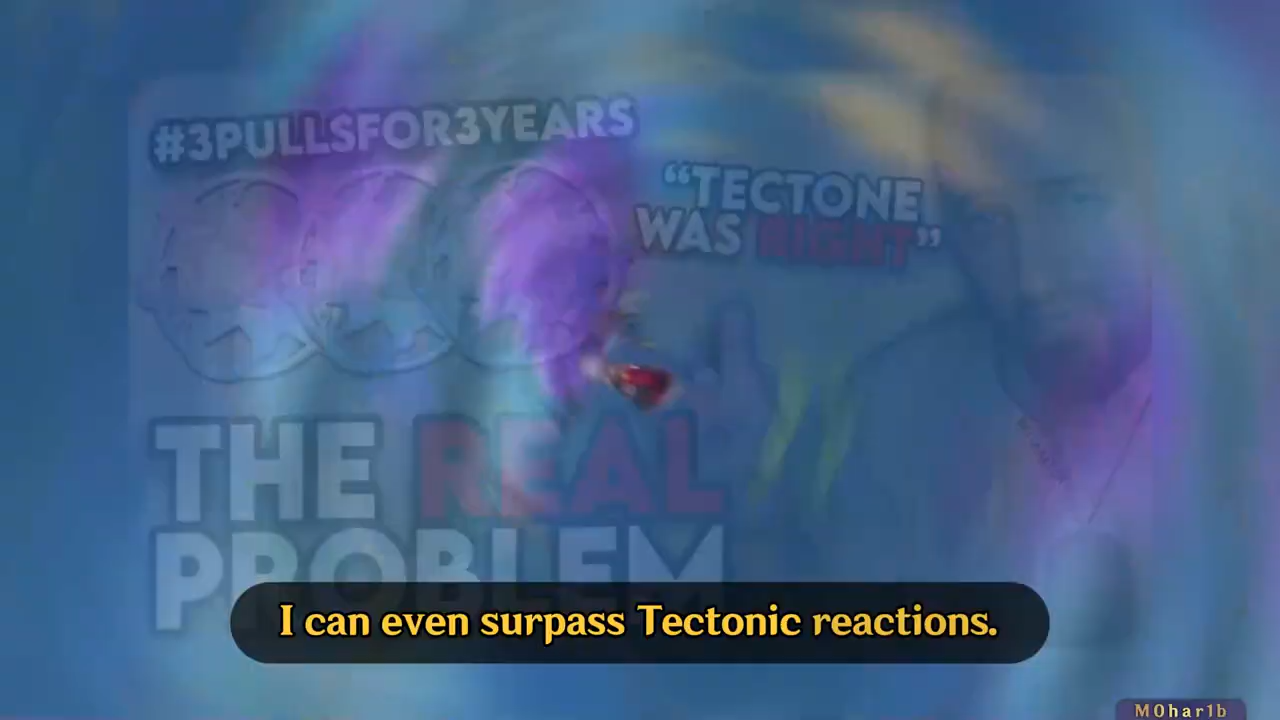 #3PULLSFOR3YEARS
"TECTONE
WAS RIGHT"
THE REAL
PROBLEM
I can even surpass Tectonic reactions.
M0har1b